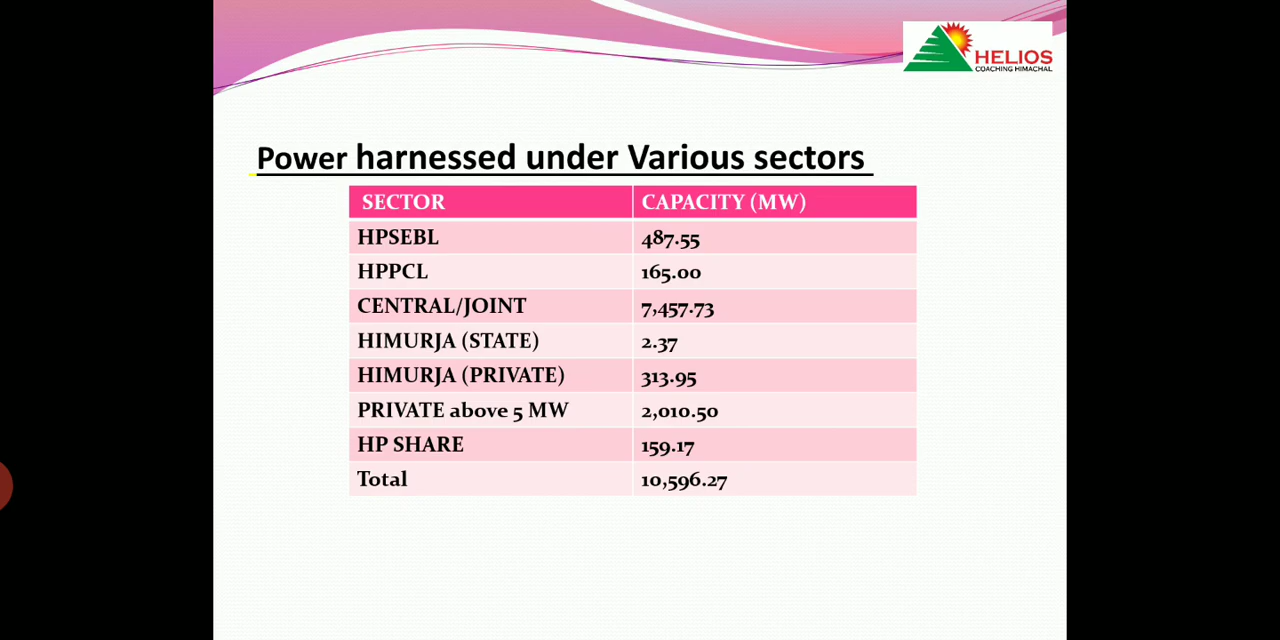 HELIOS
COACHING HIMACHAL
Power harnessed under Various sectors
SECTOR CAPACITY (MW)
HPSEBL 487.55
HPPCL 165.00
CENTRAL/JOINT 7,457.73
HIMURJA (STATE) 2.37
HIMURJA (PRIVATE) 313.95
PRIVATE above 5 MW 2,010.50
HP SHARE 159.17
Total 10,596.27